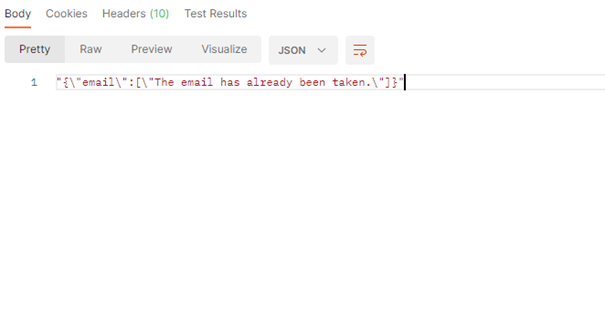 Body Cookies Headers (10) Test Results
Pretty Raw Preview Visualize JSON
1 "{\"email\":[\"The email has already been taken.\"]}"